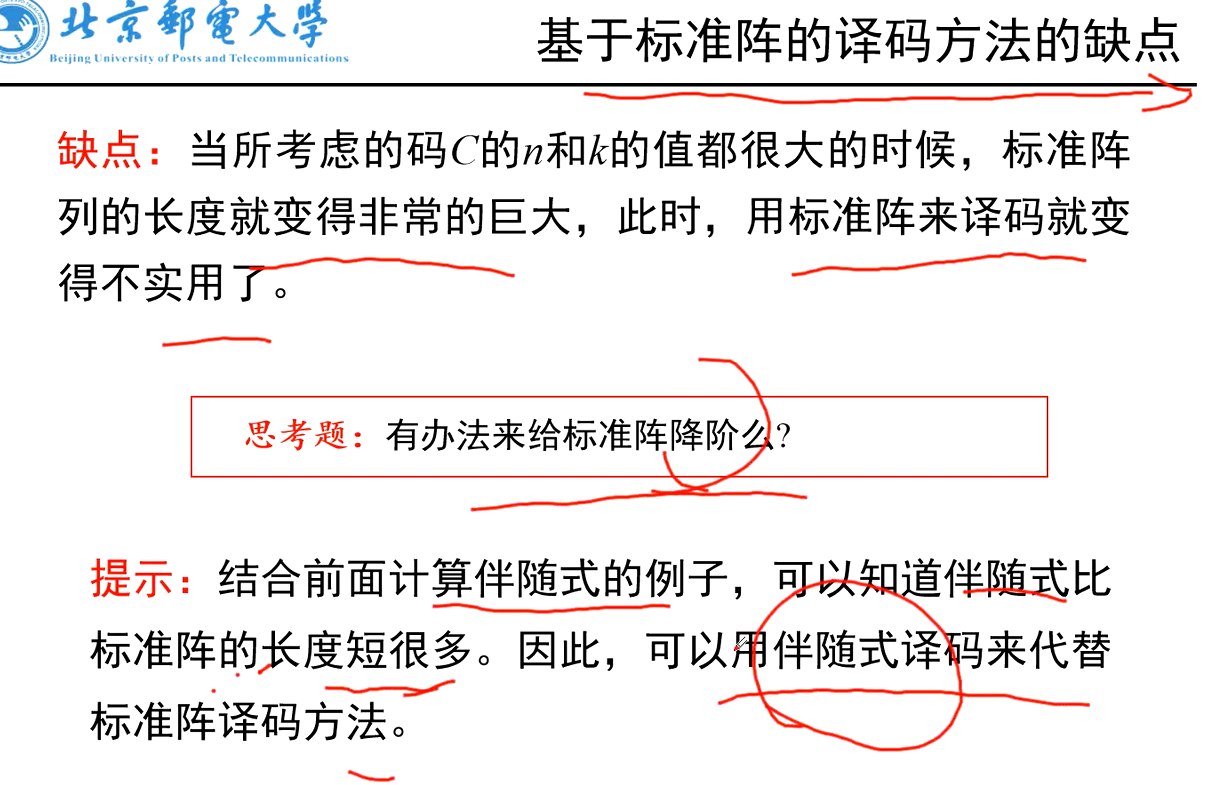 北京郵電大學
Beijing University of Posts and Telecommunications
基于标准阵的译码方法的缺点
缺点：当所考虑的码C的n和k的值都很大的时候，标准阵
列的长度就变得非常的巨大，此时，用标准阵来译码就变
得不实用了。
思考题：有办法来给标准阵降阶么?
提示：结合前面计算伴随式的例子，可以知道伴随式比
标准阵的长度短很多。因此，可以用伴随式译码来代替
标准阵译码方法。